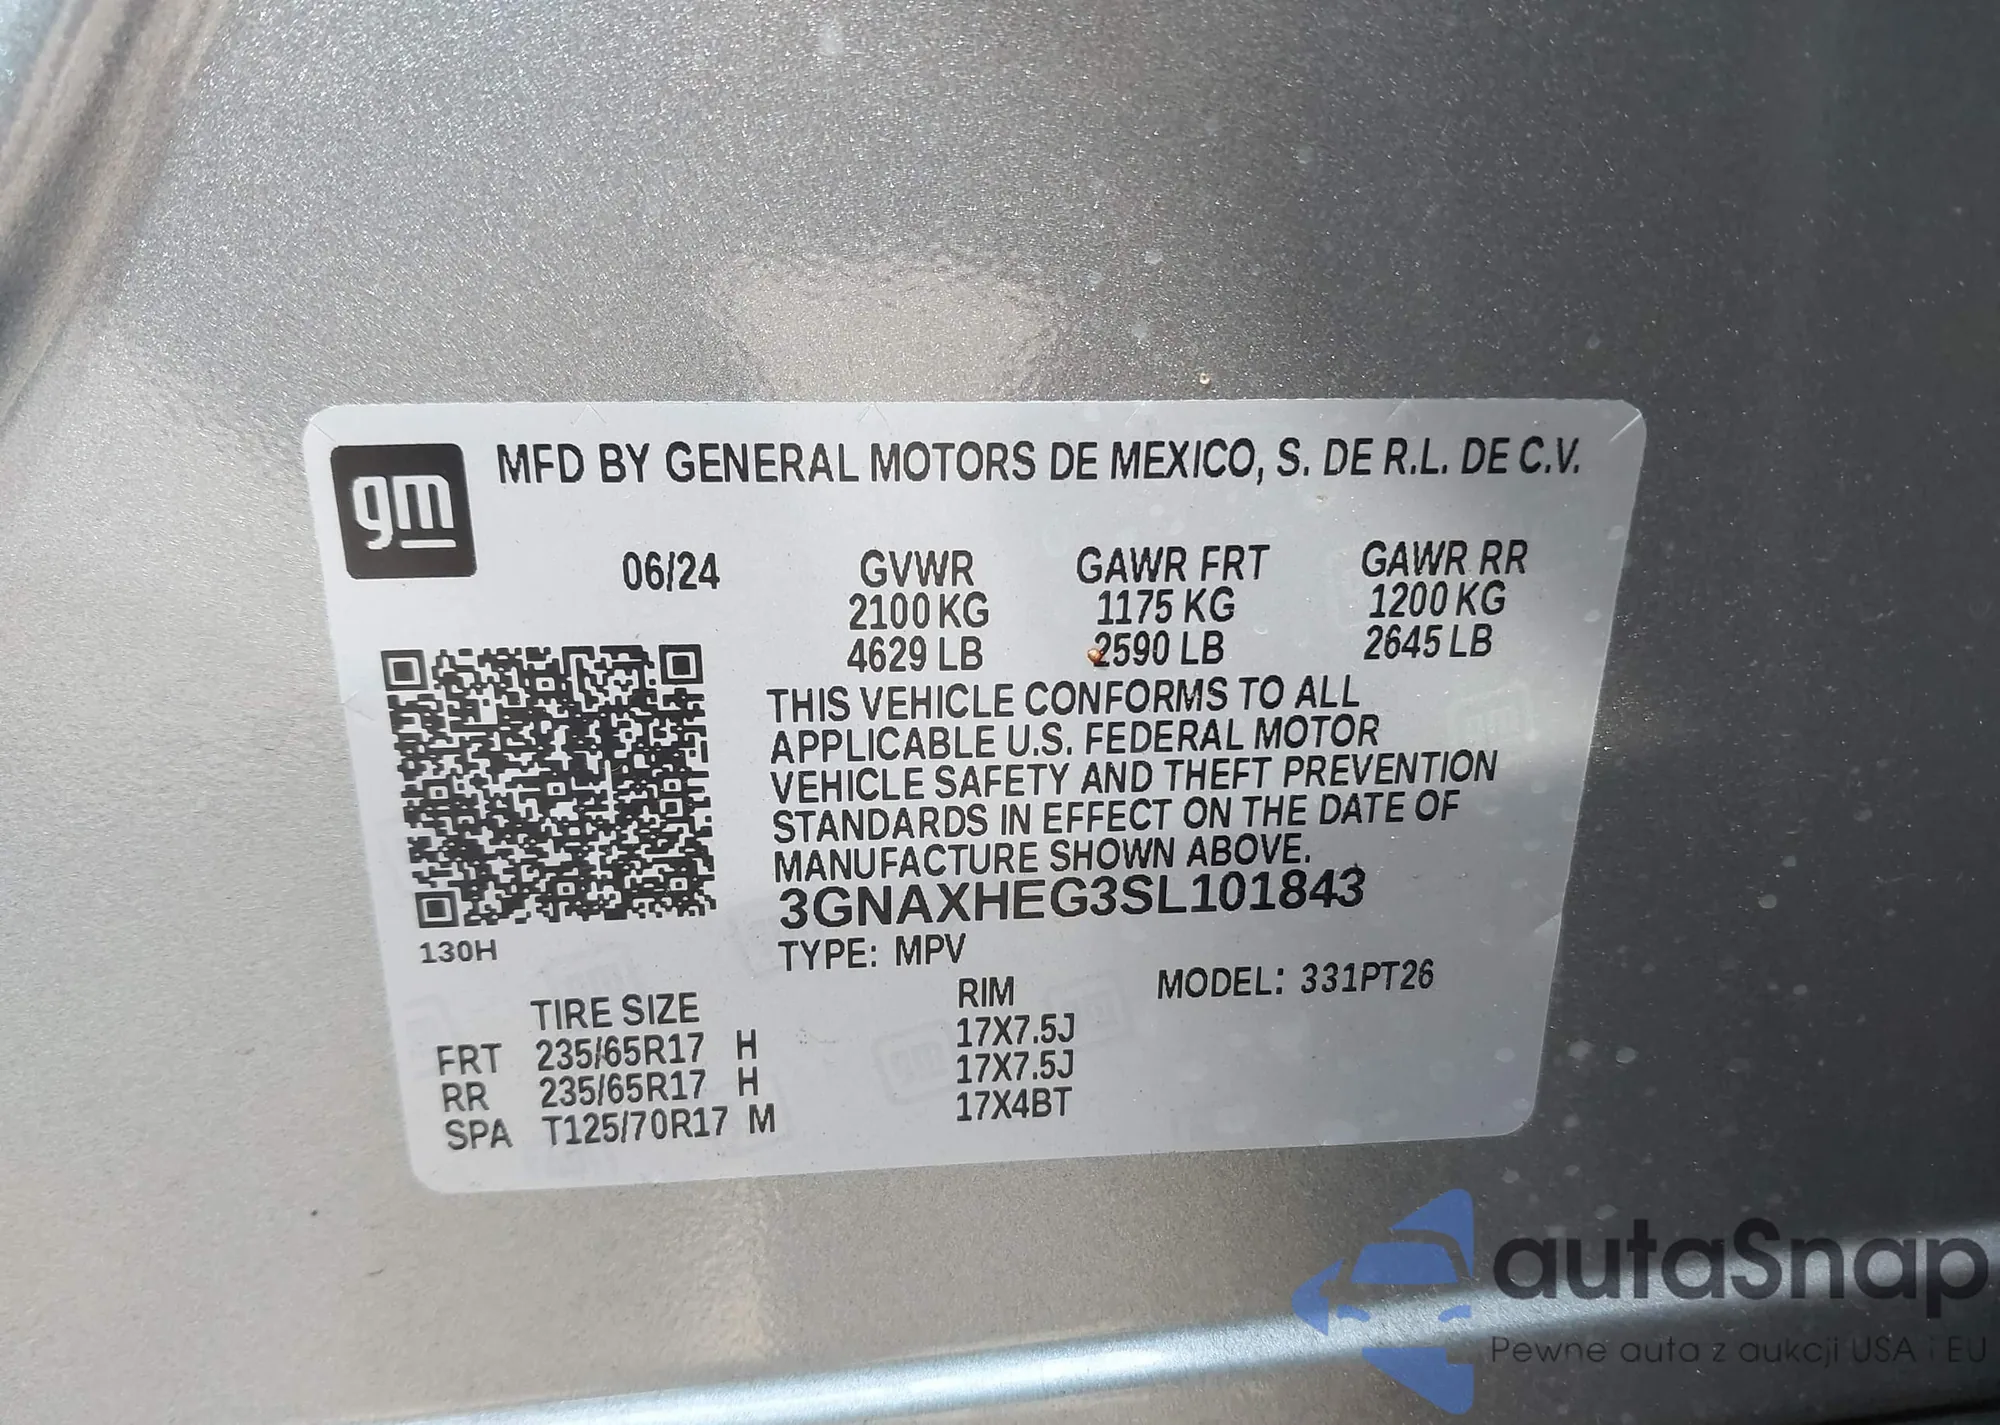 gm
MFD BY GENERAL MOTORS DE MEXICO, S. DE R.L. DE C.V.
06/24 GVWR GAWR FRT GAWR RR
2100 KG 1175 KG 1200 KG
4629 LB 2590 LB 2645 LB
THIS VEHICLE CONFORMS TO ALL
APPLICABLE U.S. FEDERAL MOTOR
VEHICLE SAFETY AND THEFT PREVENTION
STANDARDS IN EFFECT ON THE DATE OF
MANUFACTURE SHOWN ABOVE.
3GNAXHEG3SL101843
130H
TYPE: MPV
MODEL: 331PT26
TIRE SIZE RIM
FRT 235/65R17 H 17X7.5J
RR 235/65R17 H 17X7.5J
SPA T125/70R17 M 17X4BT
autaSnap
Pewne auta z aukcji USA i EU